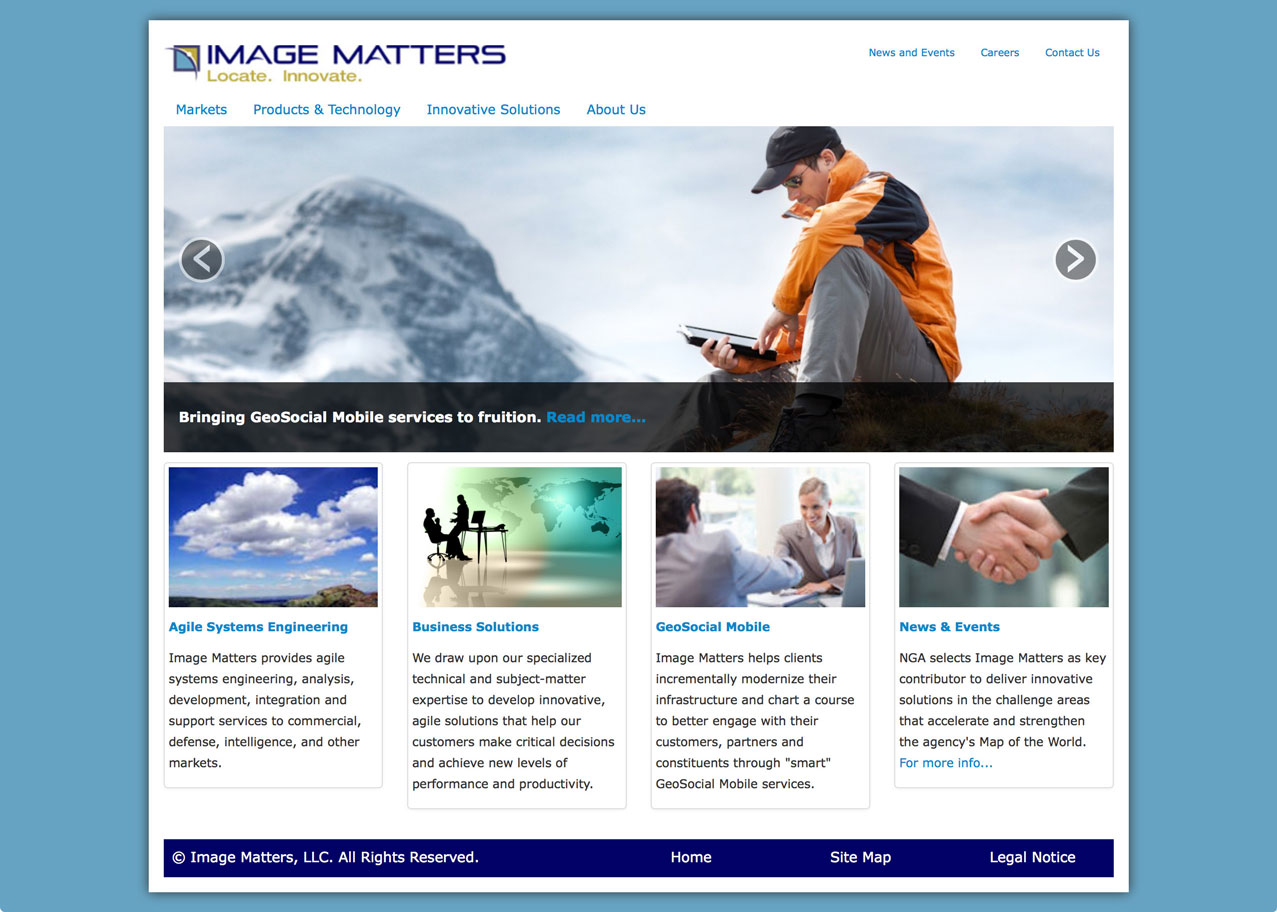 IMAGE MATTERS
Locate. Innovate.
News and Events Careers Contact Us
Markets Products & Technology Innovative Solutions About Us
Bringing GeoSocial Mobile services to fruition. Read more...
Agile Systems Engineering
Image Matters provides agile
systems engineering, analysis,
development, integration and
support services to commercial,
defense, intelligence, and other
markets.
Business Solutions
We draw upon our specialized
technical and subject-matter
expertise to develop innovative,
agile solutions that help our
customers make critical decisions
and achieve new levels of
performance and productivity.
GeoSocial Mobile
Image Matters helps clients
incrementally modernize their
infrastructure and chart a course
to better engage with their
customers, partners and
constituents through "smart"
GeoSocial Mobile services.
News & Events
NGA selects Image Matters as key
contributor to deliver innovative
solutions in the challenge areas
that accelerate and strengthen
the agency's Map of the World.
For more info...
© Image Matters, LLC. All Rights Reserved. Home Site Map Legal Notice